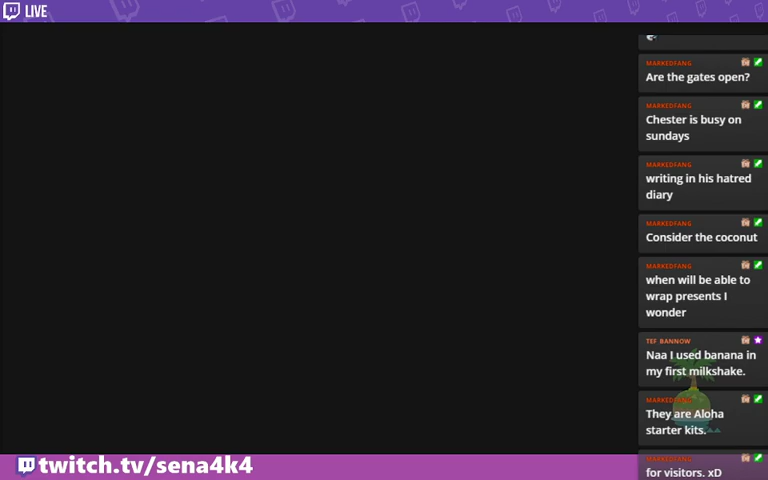 LIVE
MARKEDFANG
Are the gates open?
MARKEDFANG
Chester is busy on
sundays
MARKEDFANG
writing in his hatred
diary
MARKEDFANG
Consider the coconut
MARKEDFANG
when will be able to
wrap presents I
wonder
TEF BANNOW
Naa I used banana in
my first milkshake.
MARKEDFANG
They are Aloha
starter kits.
MARKEDFANG
for visitors. xD
twitch.tv/sena4k4